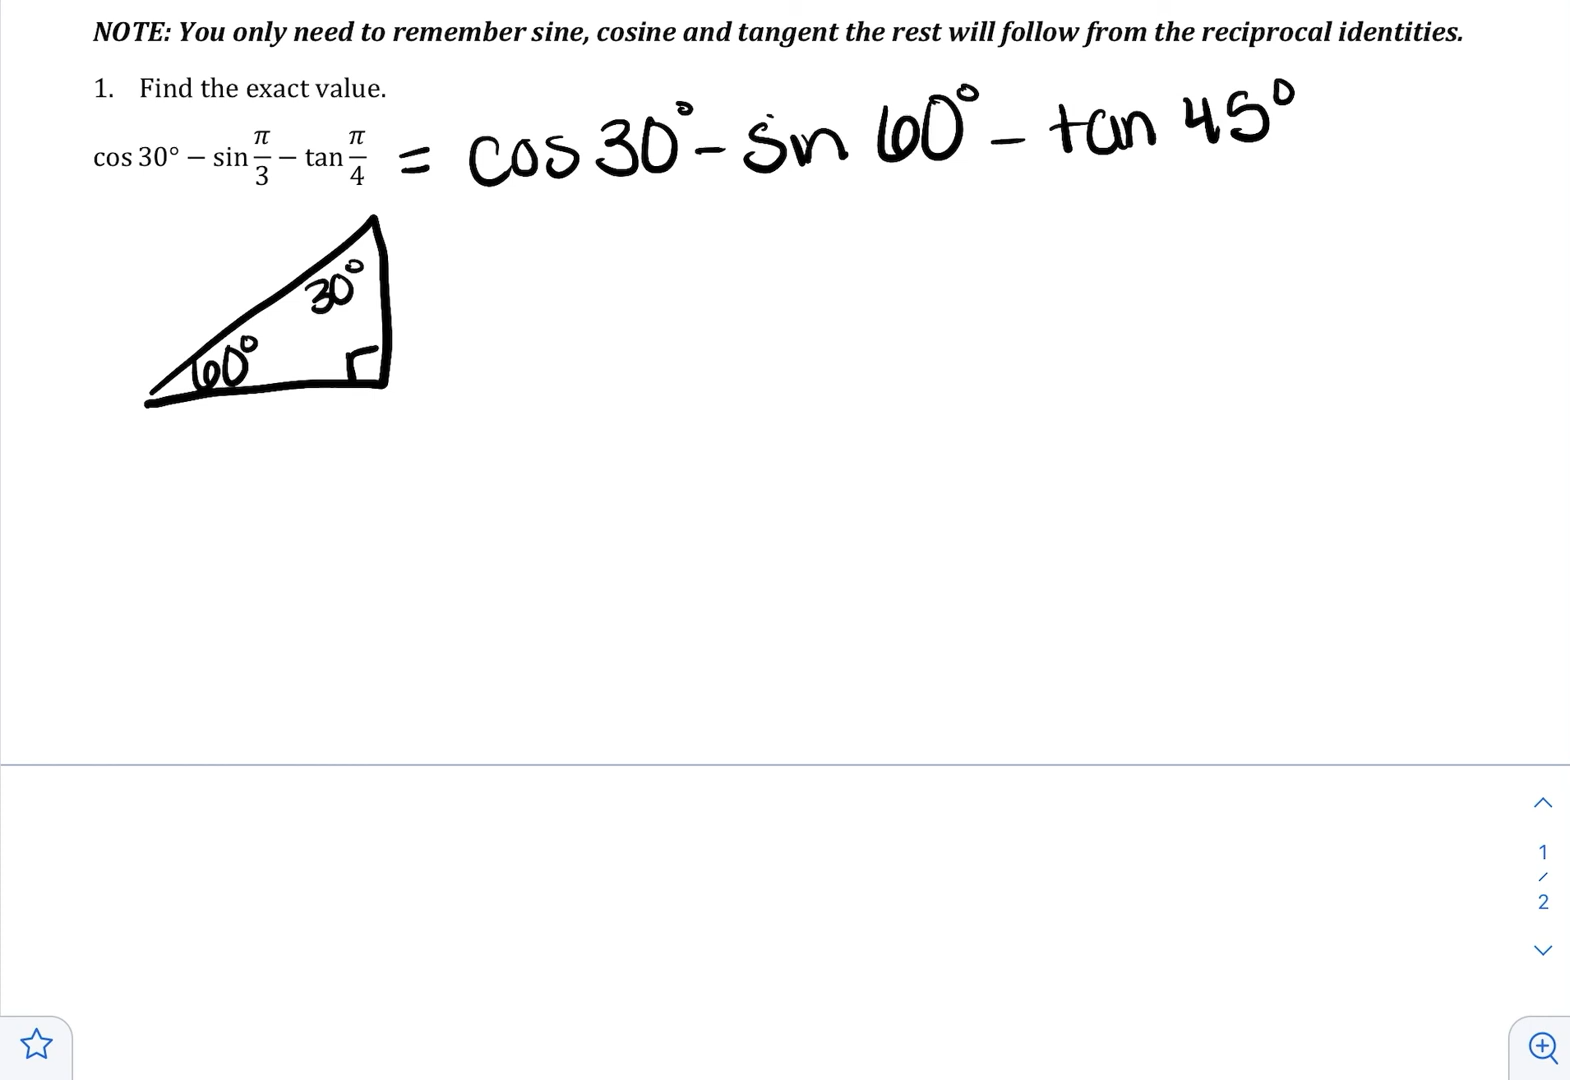 NOTE: You only need to remember sine, cosine and tangent the rest will follow from the reciprocal identities.
1. Find the exact value.
cos 30° − sin π/3 − tan π/4 = cos 30° − sin 60° − tan 45°
30°
60°
1
/
2